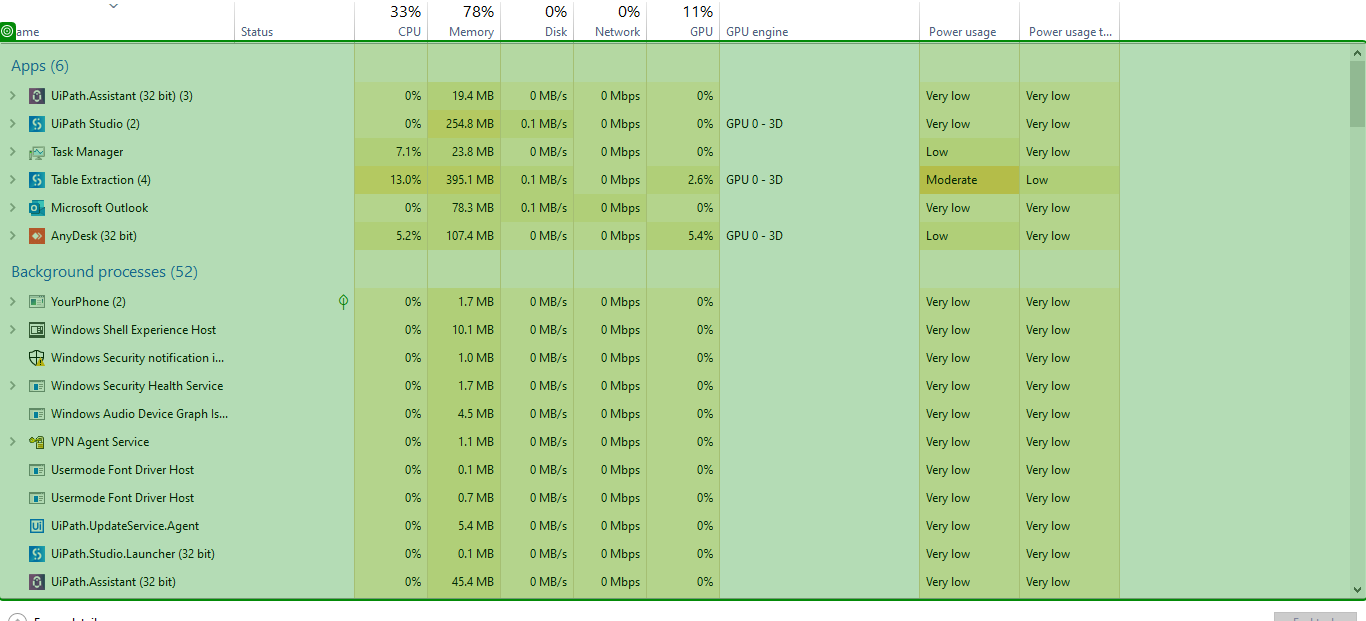 33% 78% 0% 0% 11%
ame Status CPU Memory Disk Network GPU GPU engine Power usage Power usage t...
Apps (6)
UiPath.Assistant (32 bit) (3) 0% 19.4 MB 0 MB/s 0 Mbps 0% Very low Very low
UiPath Studio (2) 0% 254.8 MB 0.1 MB/s 0 Mbps 0% GPU 0 - 3D Very low Very low
Task Manager 7.1% 23.8 MB 0 MB/s 0 Mbps 0% Low Very low
Table Extraction (4) 13.0% 395.1 MB 0.1 MB/s 0 Mbps 2.6% GPU 0 - 3D Moderate Low
Microsoft Outlook 0% 78.3 MB 0.1 MB/s 0 Mbps 0% Very low Very low
AnyDesk (32 bit) 5.2% 107.4 MB 0 MB/s 0 Mbps 5.4% GPU 0 - 3D Low Very low
Background processes (52)
YourPhone (2) 0% 1.7 MB 0 MB/s 0 Mbps 0% Very low Very low
Windows Shell Experience Host 0% 10.1 MB 0 MB/s 0 Mbps 0% Very low Very low
Windows Security notification i... 0% 1.0 MB 0 MB/s 0 Mbps 0% Very low Very low
Windows Security Health Service 0% 1.7 MB 0 MB/s 0 Mbps 0% Very low Very low
Windows Audio Device Graph Is... 0% 4.5 MB 0 MB/s 0 Mbps 0% Very low Very low
VPN Agent Service 0% 1.1 MB 0 MB/s 0 Mbps 0% Very low Very low
Usermode Font Driver Host 0% 0.1 MB 0 MB/s 0 Mbps 0% Very low Very low
Usermode Font Driver Host 0% 0.7 MB 0 MB/s 0 Mbps 0% Very low Very low
UiPath.UpdateService.Agent 0% 5.4 MB 0 MB/s 0 Mbps 0% Very low Very low
UiPath.Studio.Launcher (32 bit) 0% 0.1 MB 0 MB/s 0 Mbps 0% Very low Very low
UiPath.Assistant (32 bit) 0% 45.4 MB 0 MB/s 0 Mbps 0% Very low Very low